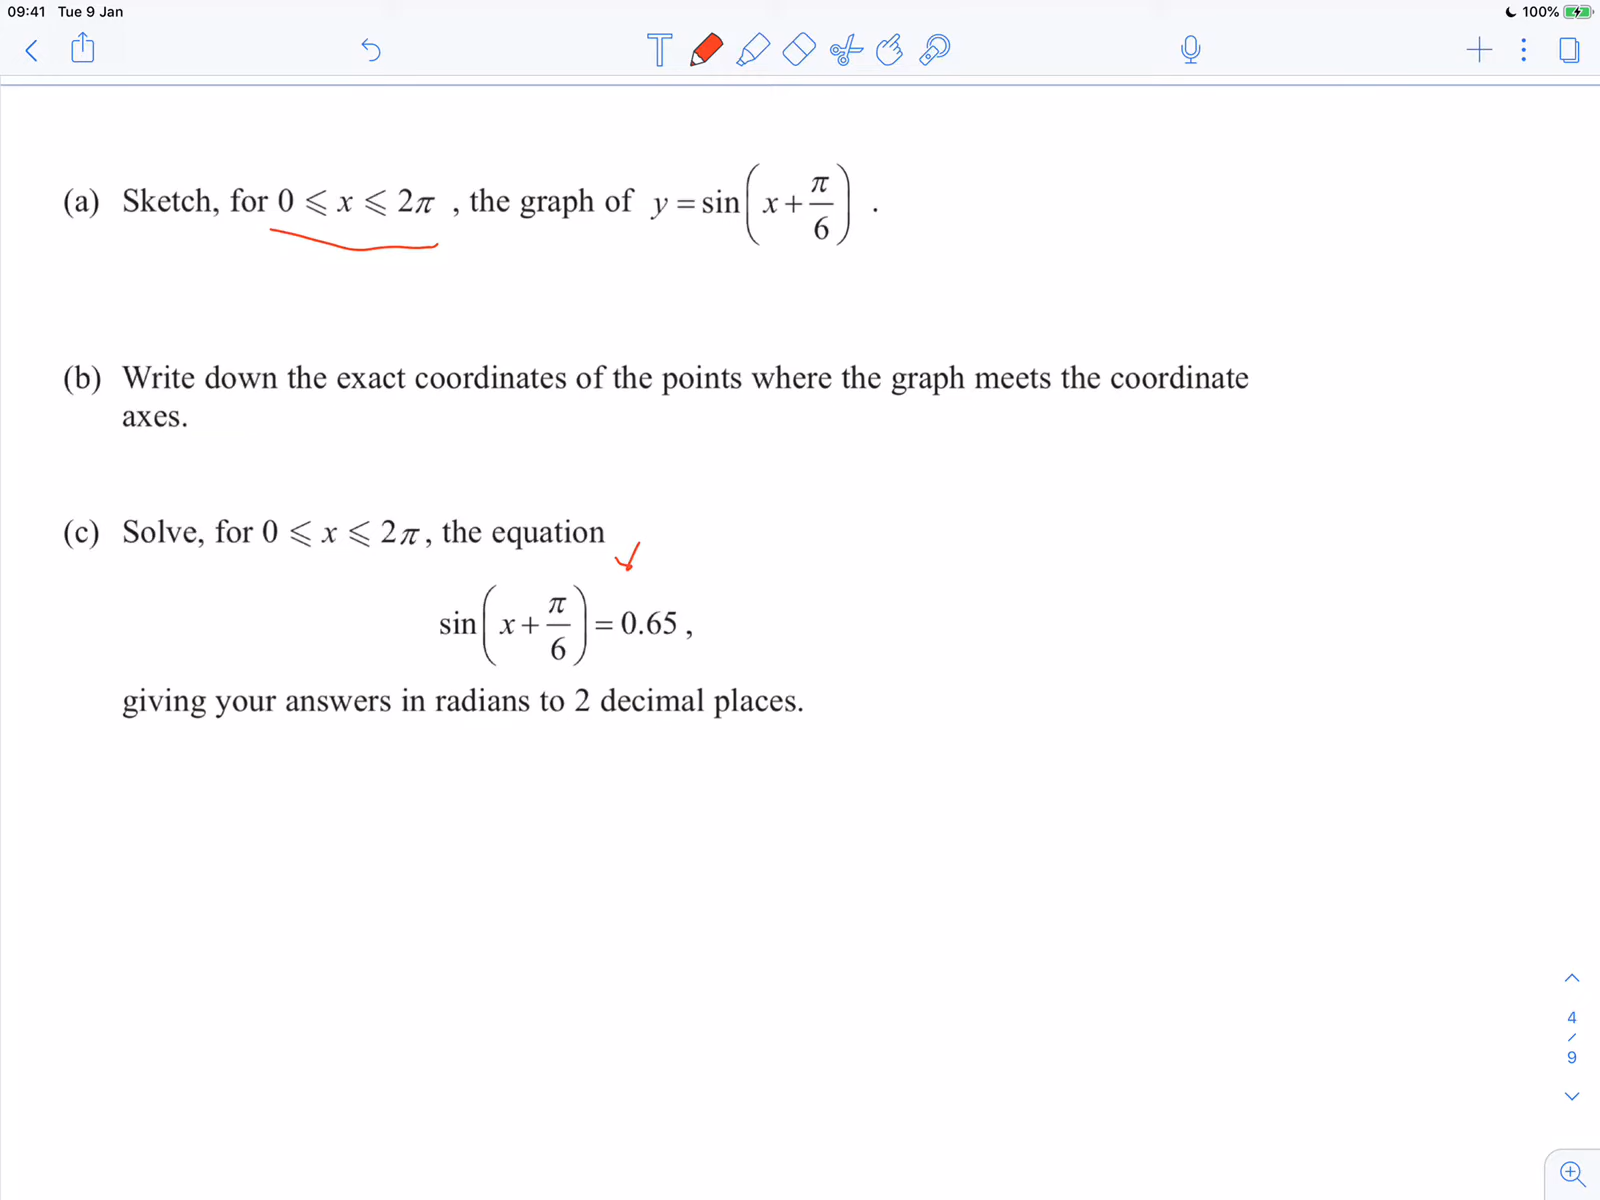 09:41 Tue 9 Jan 100%
T
(a) Sketch, for 0 ⩽ x ⩽ 2π , the graph of y = sin(x + π/6) .
(b) Write down the exact coordinates of the points where the graph meets the coordinate
axes.
(c) Solve, for 0 ⩽ x ⩽ 2π, the equation
sin(x + π/6) = 0.65 ,
giving your answers in radians to 2 decimal places.
4
/
9